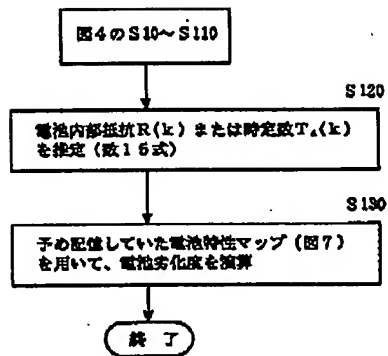 図4のS10~S110
S120
電池内部抵抗R(k)または時定数T₄(k)
を推定(数15式)
S130
予め記憶していた電池特性マップ(図7)
を用いて、電池劣化度を演算
終了